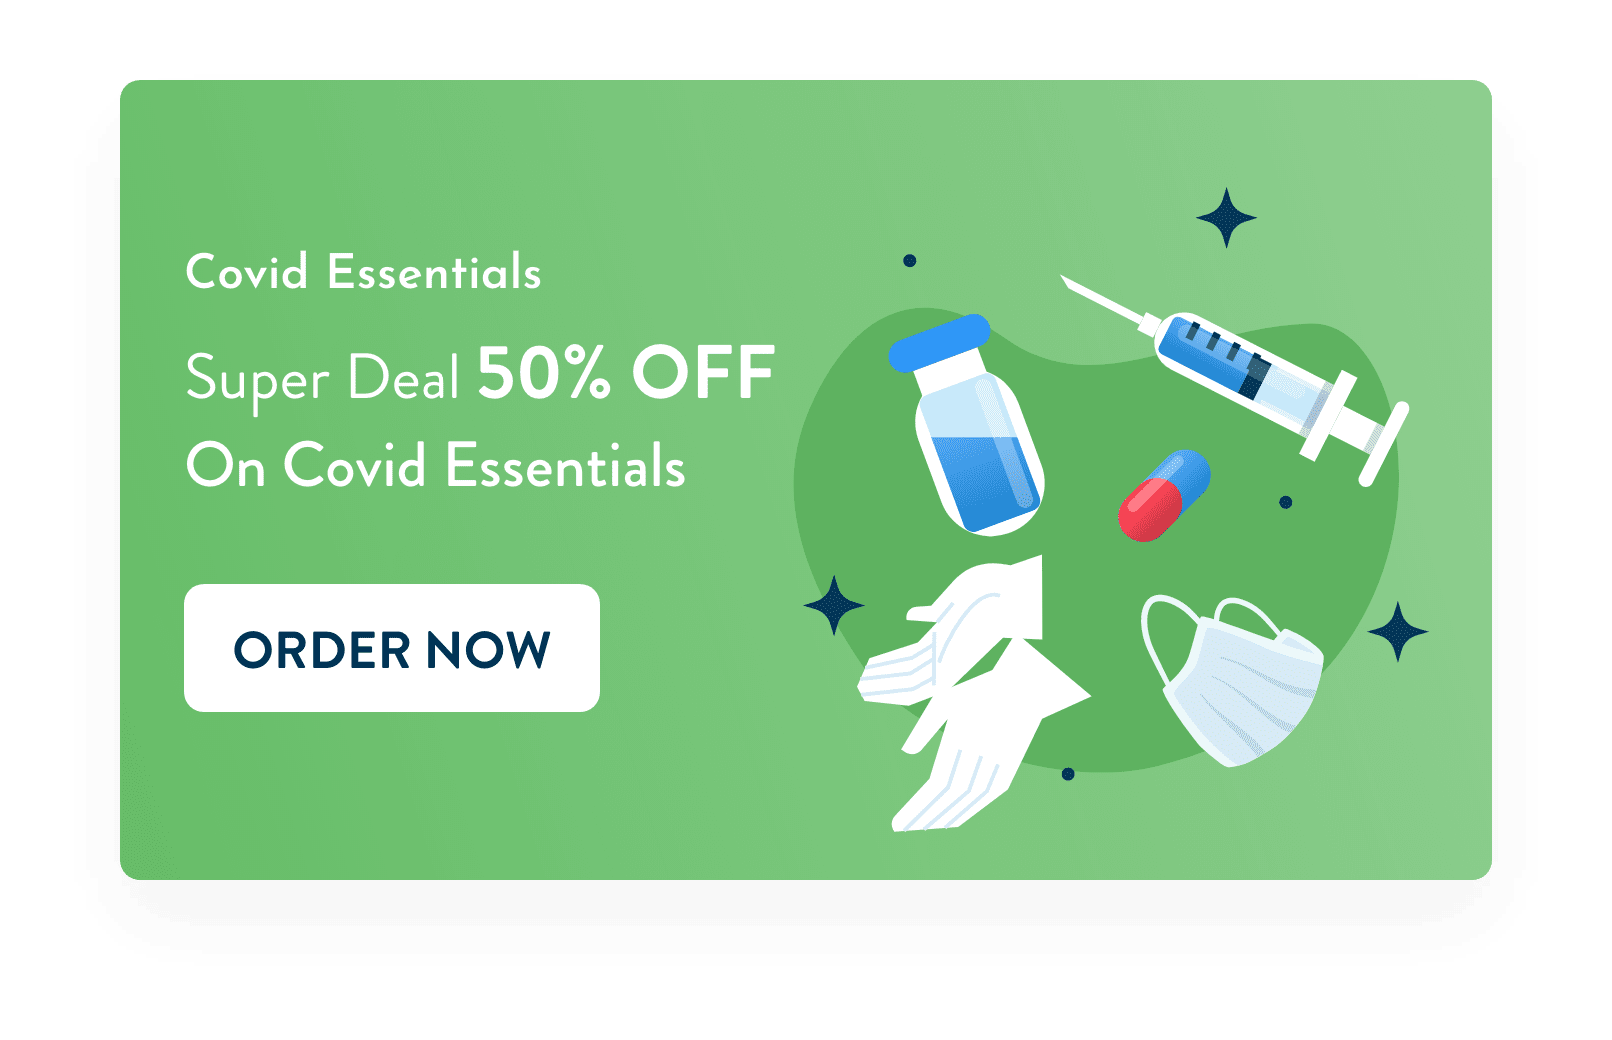 Covid Essentials
Super Deal 50% OFF
On Covid Essentials
ORDER NOW